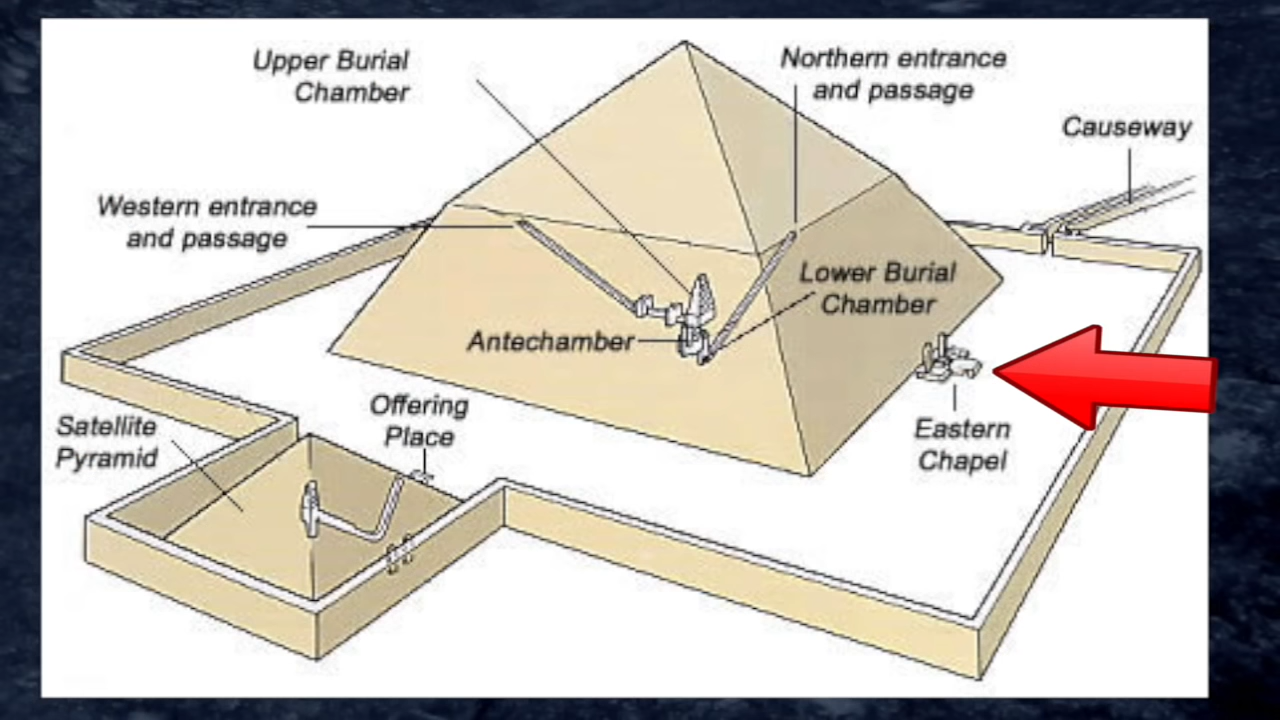 Upper Burial
Chamber
Northern entrance
and passage
Causeway
Western entrance
and passage
Lower Burial
Chamber
Antechamber
Offering
Place
Satellite
Pyramid
Eastern
Chapel